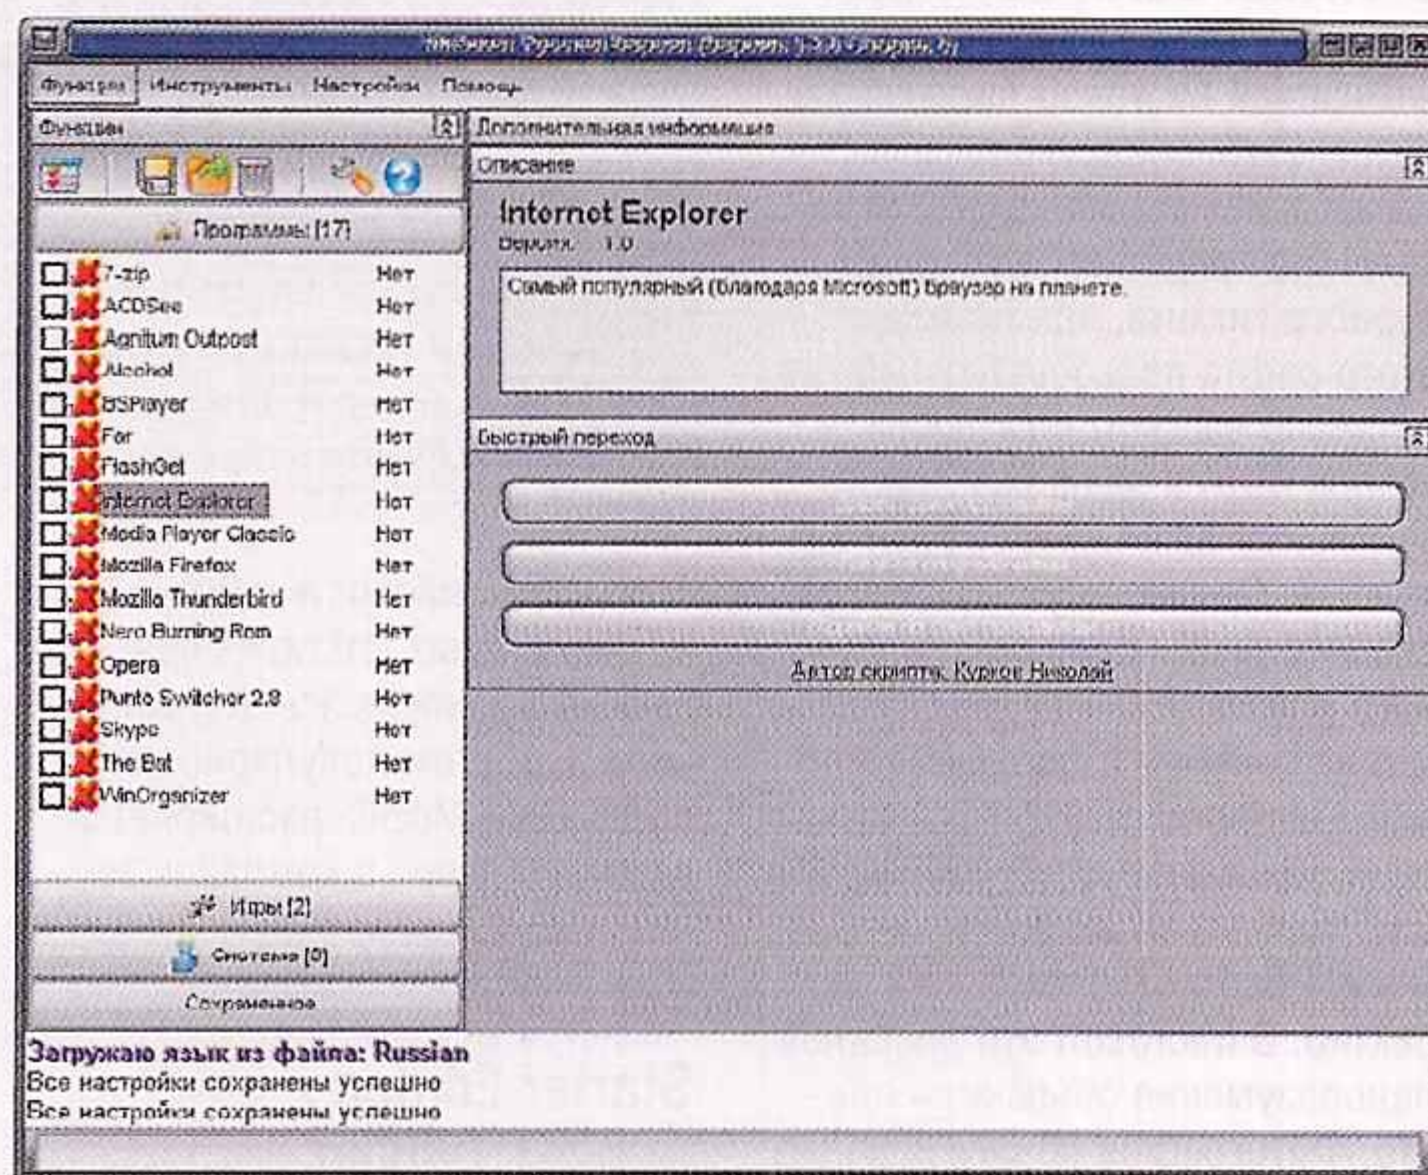 Функции Инструменты Настройки Помощь
Функции
Дополнительная информация
Программы [17]
7-zip Нет
ACDSee Нет
Agnitum Outpost Нет
Alcohol Нет
BSPlayer Нет
Far Нет
FlashGet Нет
Internet Explorer Нет
Media Player Classic Нет
Mozilla Firefox Нет
Mozilla Thunderbird Нет
Nero Burning Rom Нет
Opera Нет
Punto Switcher 2.8 Нет
Skype Нет
The Bat Нет
WinOrganizer Нет
Игры [2]
Система [0]
Сохраненное
Описание
Internet Explorer
Версия: 1.0
Самый популярный (благодаря Microsoft) браузер на планете.
Быстрый переход
Автор скрипта: Курков Николай
Загружаю язык из файла: Russian
Все настройки сохранены успешно
Все настройки сохранены успешно